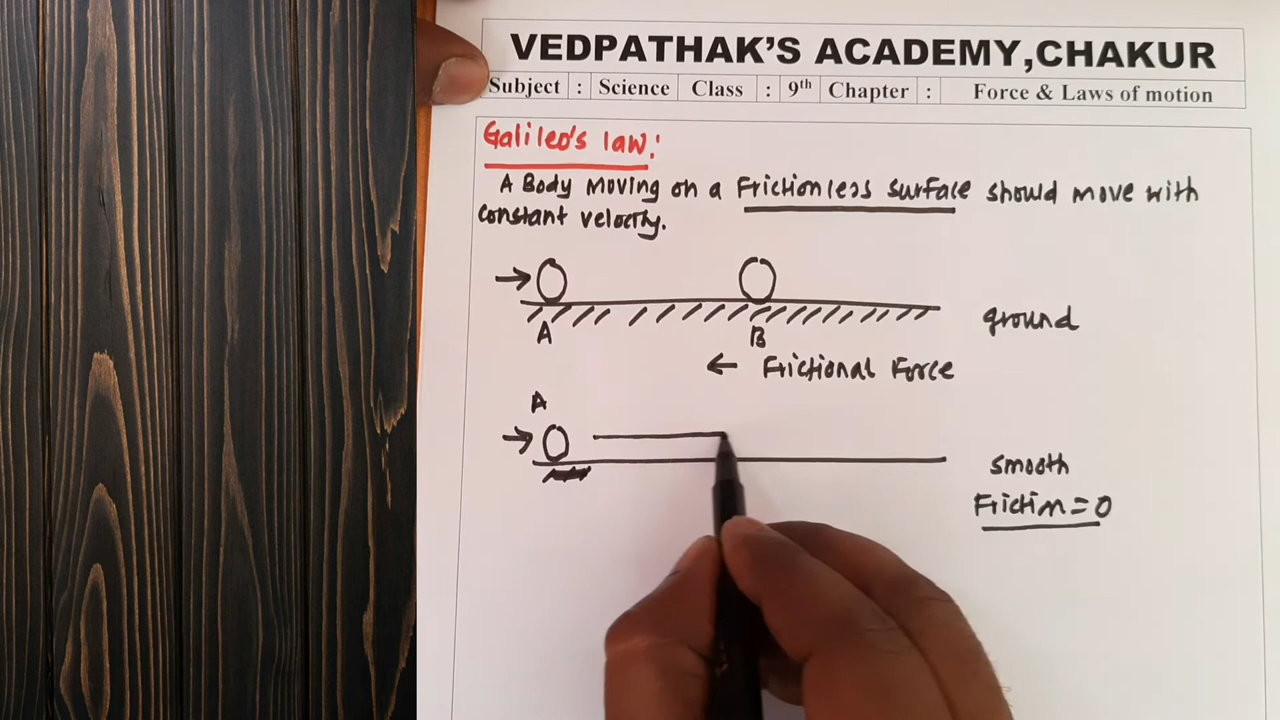 VEDPATHAK'S ACADEMY,CHAKUR
Subject : Science Class : 9th Chapter : Force & Laws of motion
Galileo's law:
A Body moving on a Frictionless surface should move with
constant velocity.
A B ground
← Frictional Force
A
smooth
Friction = 0